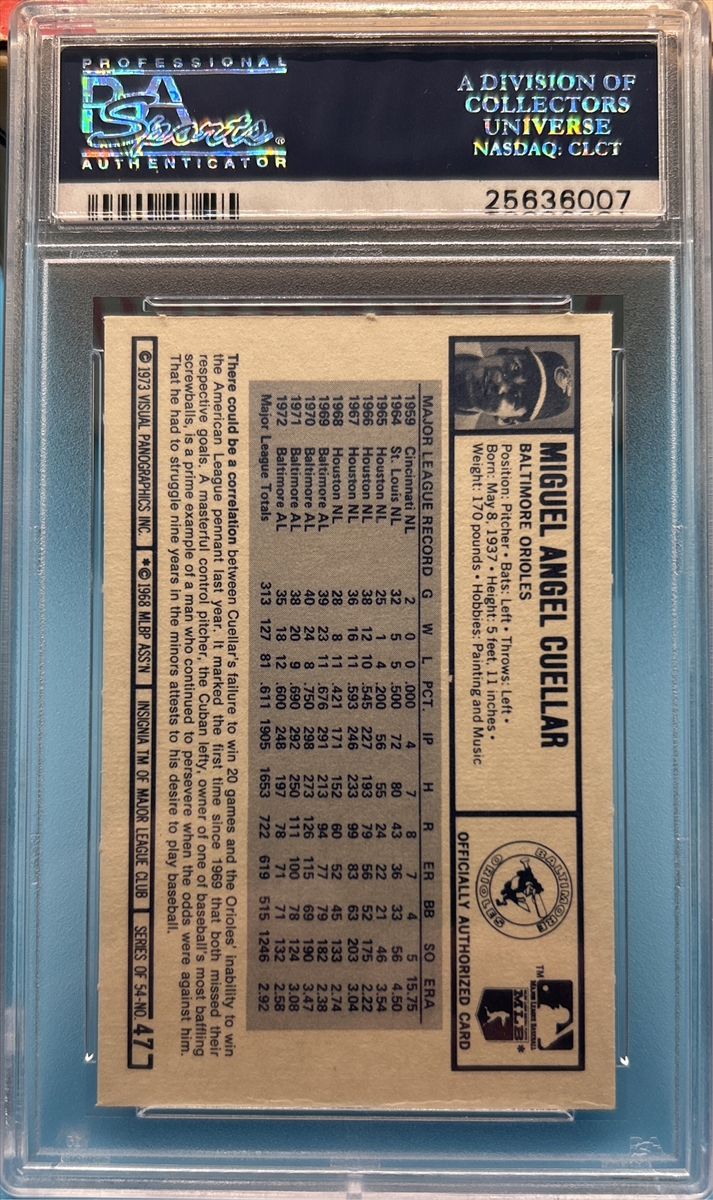 PROFESSIONAL
PSA
Sports®
AUTHENTICATOR
A DIVISION OF
COLLECTORS
UNIVERSE
NASDAQ: CLCT
25636007
MIGUEL ANGEL CUELLAR
BALTIMORE ORIOLES
Position: Pitcher • Bats: Left • Throws: Left •
Born: May 8, 1937 • Height: 5 feet, 11 inches •
Weight: 170 pounds • Hobbies: Painting and Music
BALTIMORE
ORIOLES
TM
MAJOR LEAGUE BASEBALL
MLB*
OFFICIALLY AUTHORIZED CARD
MAJOR LEAGUE RECORD G W L PCT. IP H R ER BB SO ERA
1959 Cincinnati NL 2 0 0 .000 4 7 8 7 4 5 15.75
1964 St. Louis NL 32 5 5 .500 72 80 43 36 33 56 4.50
1965 Houston NL 25 1 4 .200 56 55 24 22 21 46 3.54
1966 Houston NL 38 12 10 .545 227 193 79 56 52 175 2.22
1967 Houston NL 36 16 11 .593 246 233 99 83 63 203 3.04
1968 Houston NL 28 8 11 .421 171 152 60 52 45 133 2.74
1969 Baltimore AL 39 23 11 .676 291 213 94 77 79 182 2.38
1970 Baltimore AL 40 24 8 .750 298 273 126 115 69 190 3.47
1971 Baltimore AL 38 20 9 .690 292 250 111 100 78 124 3.08
1972 Baltimore AL 35 18 12 .600 248 197 78 71 71 132 2.58
Major League Totals 313 127 81 .611 1905 1653 722 619 515 1246 2.92
There could be a correlation between Cuellar's failure to win 20 games and the Orioles' inability to win
the American League pennant last year. It marked the first time since 1969 that both missed their
respective goals. A masterful control pitcher, the Cuban lefty, owner of one of baseball's most baffling
screwballs, is a prime example of a man who continued to persevere when the odds were against him.
That he had to struggle nine years in the minors attests to his desire to play baseball.
© 1973 VISUAL PANOGRAPHICS INC. *© 1968 MLBP ASS'N INSIGNIA TM OF MAJOR LEAGUE CLUB SERIES OF 54-NO. 47